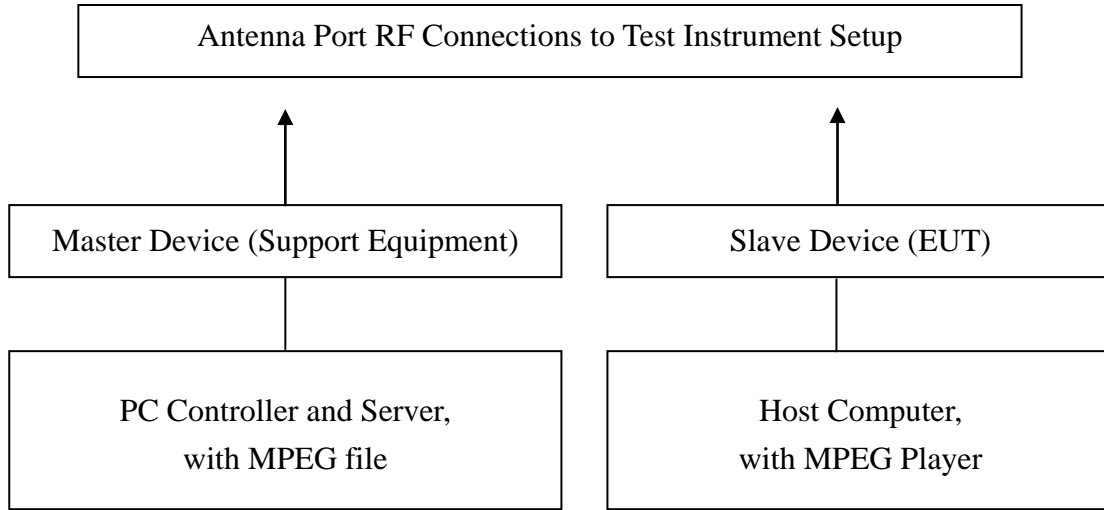 Antenna Port RF Connections to Test Instrument Setup
Master Device (Support Equipment)
Slave Device (EUT)
PC Controller and Server,
with MPEG file
Host Computer,
with MPEG Player